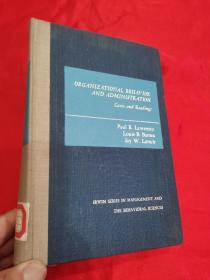 ORGANIZATIONAL BEHAVIOR
AND ADMINISTRATION
Cases and Readings
Paul R. Lawrence
Louis B. Barnes
Jay W. Lorsch
IRWIN SERIES IN MANAGEMENT AND
THE BEHAVIORAL SCIENCES